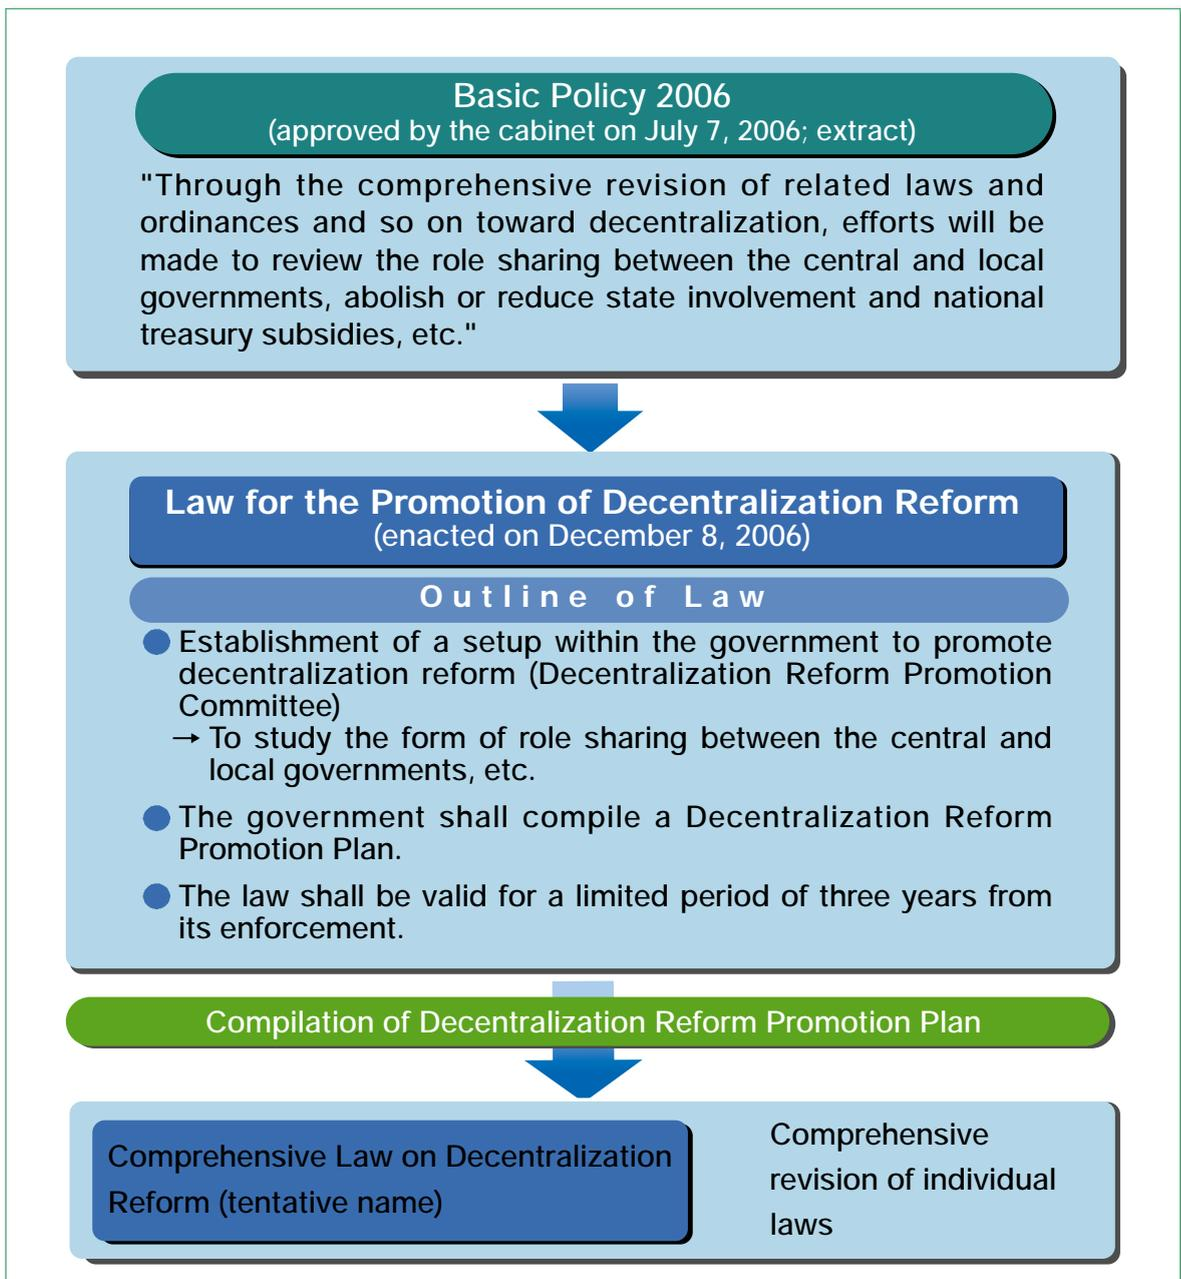 Basic Policy 2006
(approved by the cabinet on July 7, 2006; extract)
"Through the comprehensive revision of related laws and
ordinances and so on toward decentralization, efforts will be
made to review the role sharing between the central and local
governments, abolish or reduce state involvement and national
treasury subsidies, etc."
Law for the Promotion of Decentralization Reform
(enacted on December 8, 2006)
Outline of Law
● Establishment of a setup within the government to promote
decentralization reform (Decentralization Reform Promotion
Committee)
→ To study the form of role sharing between the central and
local governments, etc.
● The government shall compile a Decentralization Reform
Promotion Plan.
● The law shall be valid for a limited period of three years from
its enforcement.
Compilation of Decentralization Reform Promotion Plan
Comprehensive Law on Decentralization
Reform (tentative name)
Comprehensive
revision of individual
laws